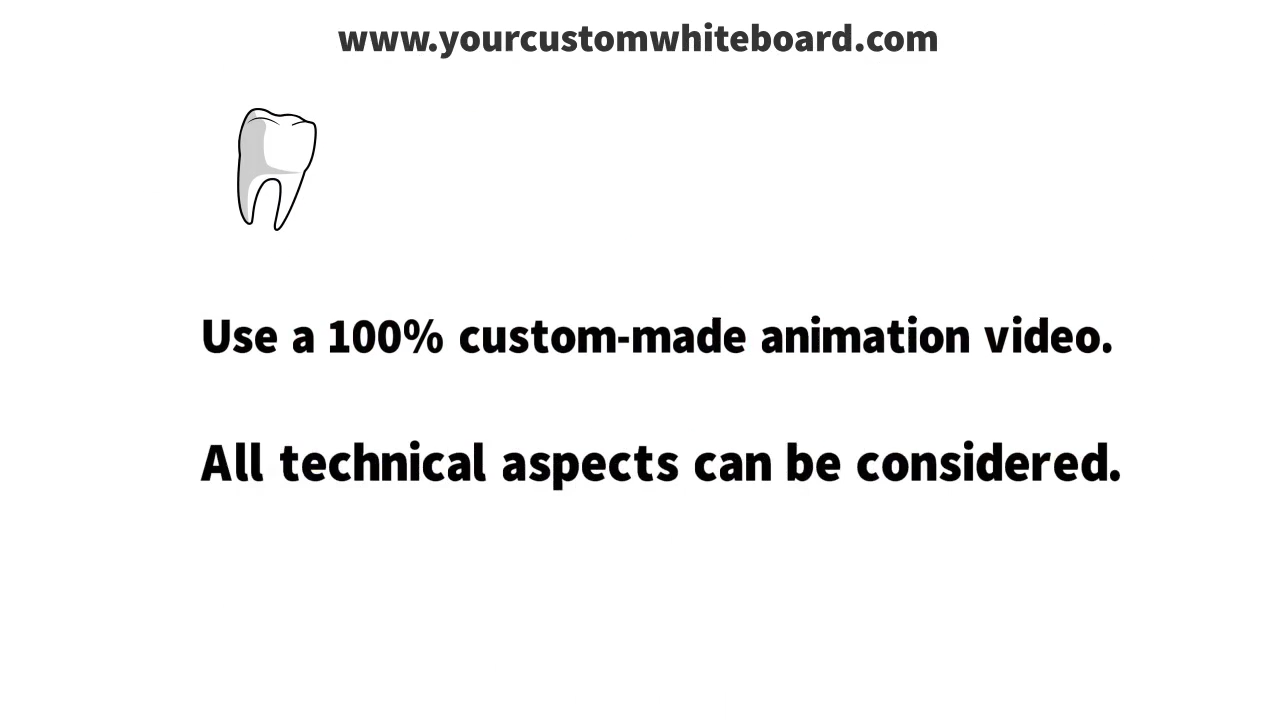 www.yourcustomwhiteboard.com
Use a 100% custom-made animation video.
All technical aspects can be considered.